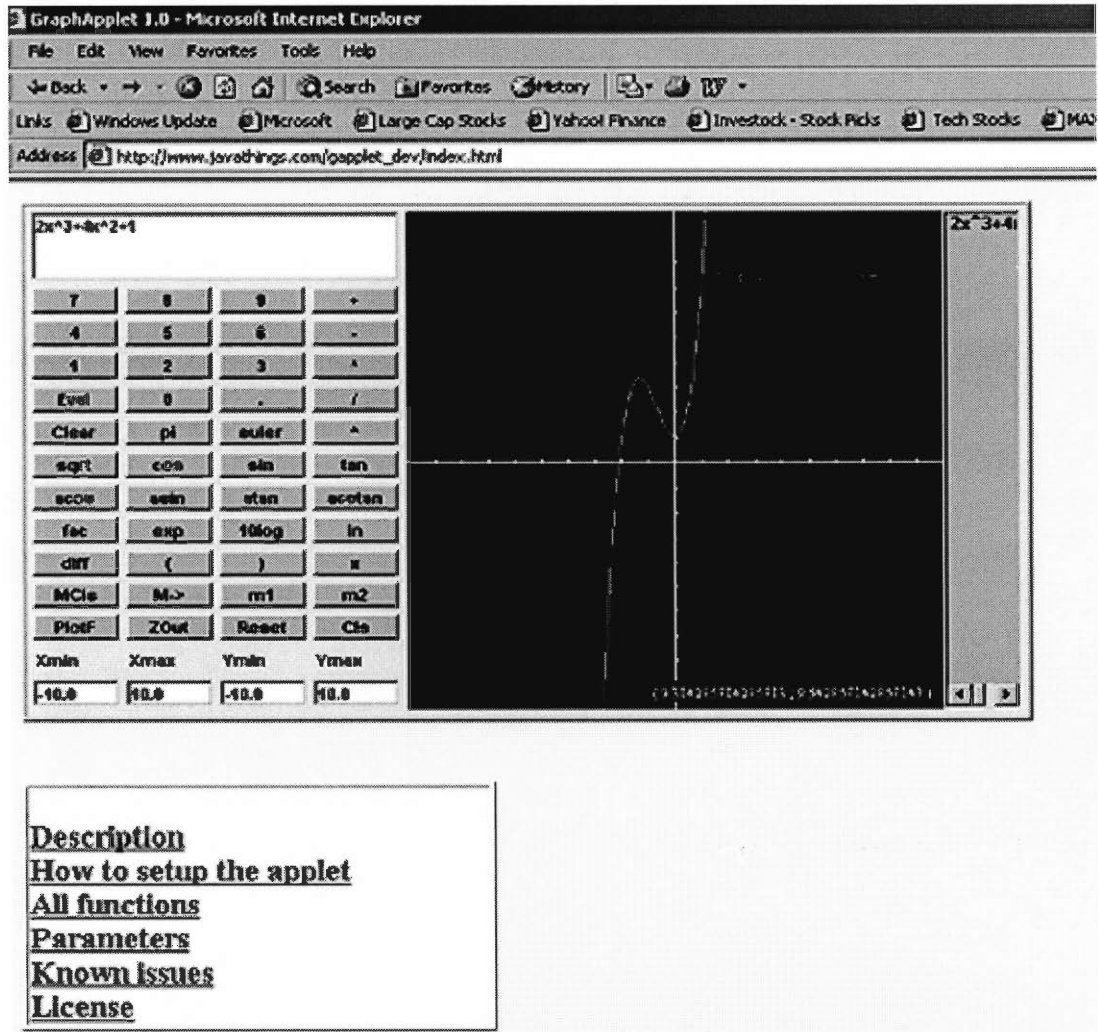 GraphApplet 1.0 - Microsoft Internet Explorer
File Edit View Favorites Tools Help
Back Search Favorites History
Links Windows Update Microsoft Large Cap Stocks Yahoo! Finance Investock - Stock Picks Tech Stocks MA
Address http://www.javathings.com/gapplet_dev/index.html
2x^3+4x^2+1
2x^3+4
7 8 9 +
4 5 6 -
1 2 3 *
Eval 0 . /
Clear pi euler ^
sqrt cos sin tan
acos asin atan acotan
fac exp 10log ln
diff ( ) x
MCls M-> m1 m2
PlotF ZOut Reset Cls
Xmin Xmax Ymin Ymax
-10.0 10.0 -10.0 10.0
Description
How to setup the applet
All functions
Parameters
Known issues
License